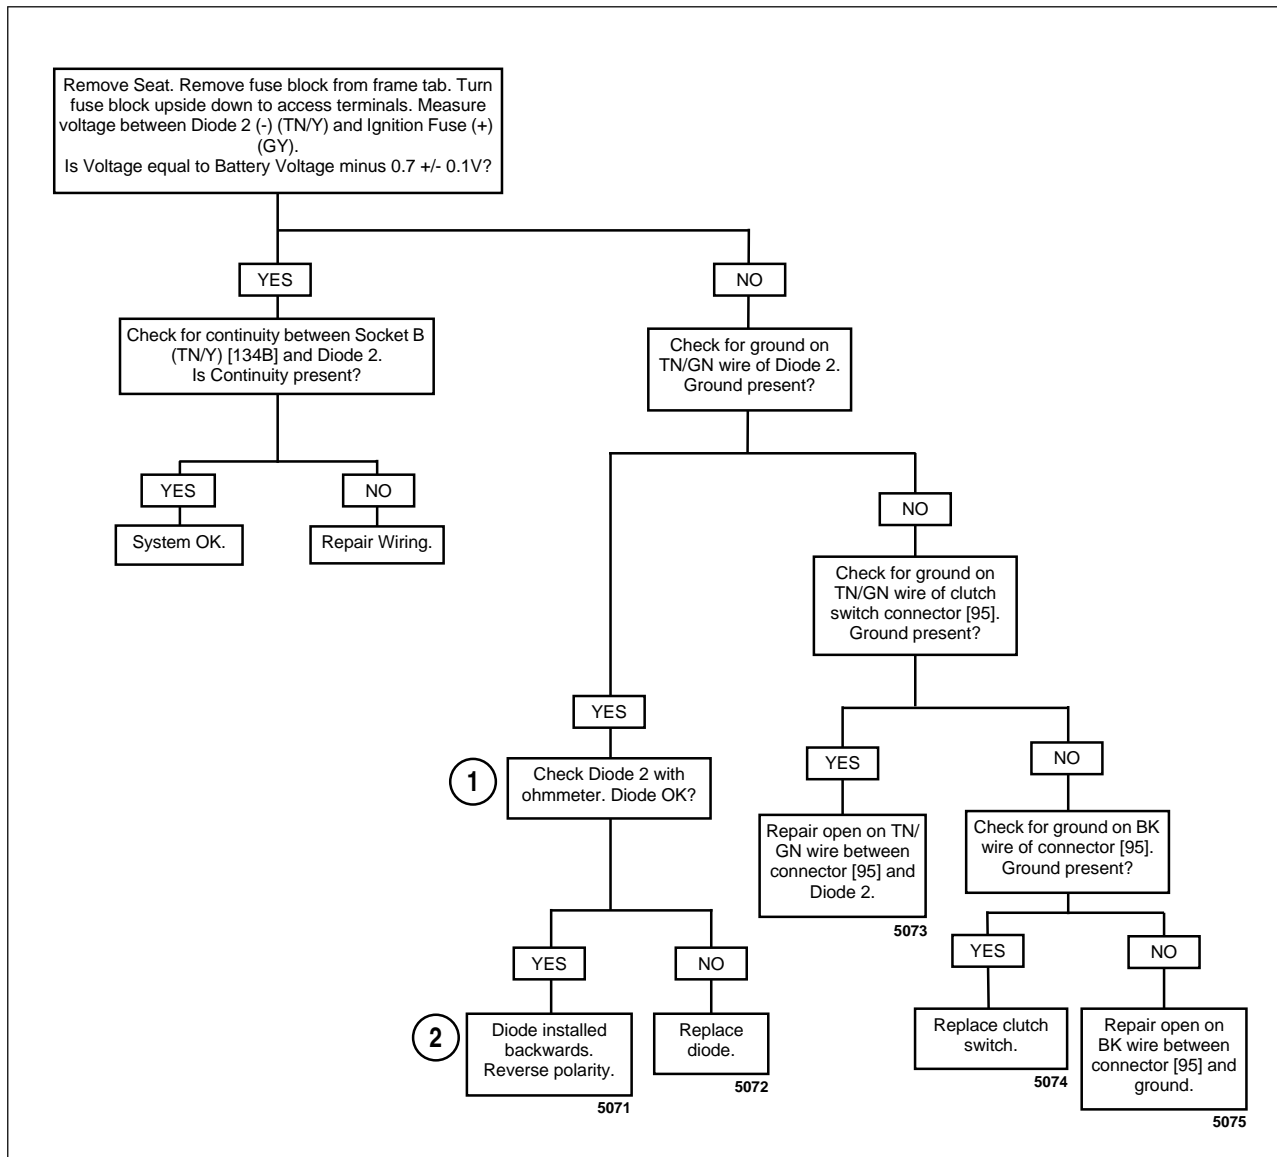 Remove Seat. Remove fuse block from frame tab. Turn
fuse block upside down to access terminals. Measure
voltage between Diode 2 (-) (TN/Y) and Ignition Fuse (+)
(GY).
Is Voltage equal to Battery Voltage minus 0.7 +/- 0.1V?
YES
NO
Check for continuity between Socket B
(TN/Y) [134B] and Diode 2.
Is Continuity present?
Check for ground on
TN/GN wire of Diode 2.
Ground present?
YES
NO
System OK.
Repair Wiring.
NO
Check for ground on
TN/GN wire of clutch
switch connector [95].
Ground present?
YES
1
Check Diode 2 with
ohmmeter. Diode OK?
YES
NO
Repair open on TN/
GN wire between
connector [95] and
Diode 2.
5073
Check for ground on BK
wire of connector [95].
Ground present?
YES
NO
YES
NO
2
Diode installed
backwards.
Reverse polarity.
5071
Replace
diode.
5072
Replace clutch
switch.
5074
Repair open on
BK wire between
connector [95] and
ground.
5075